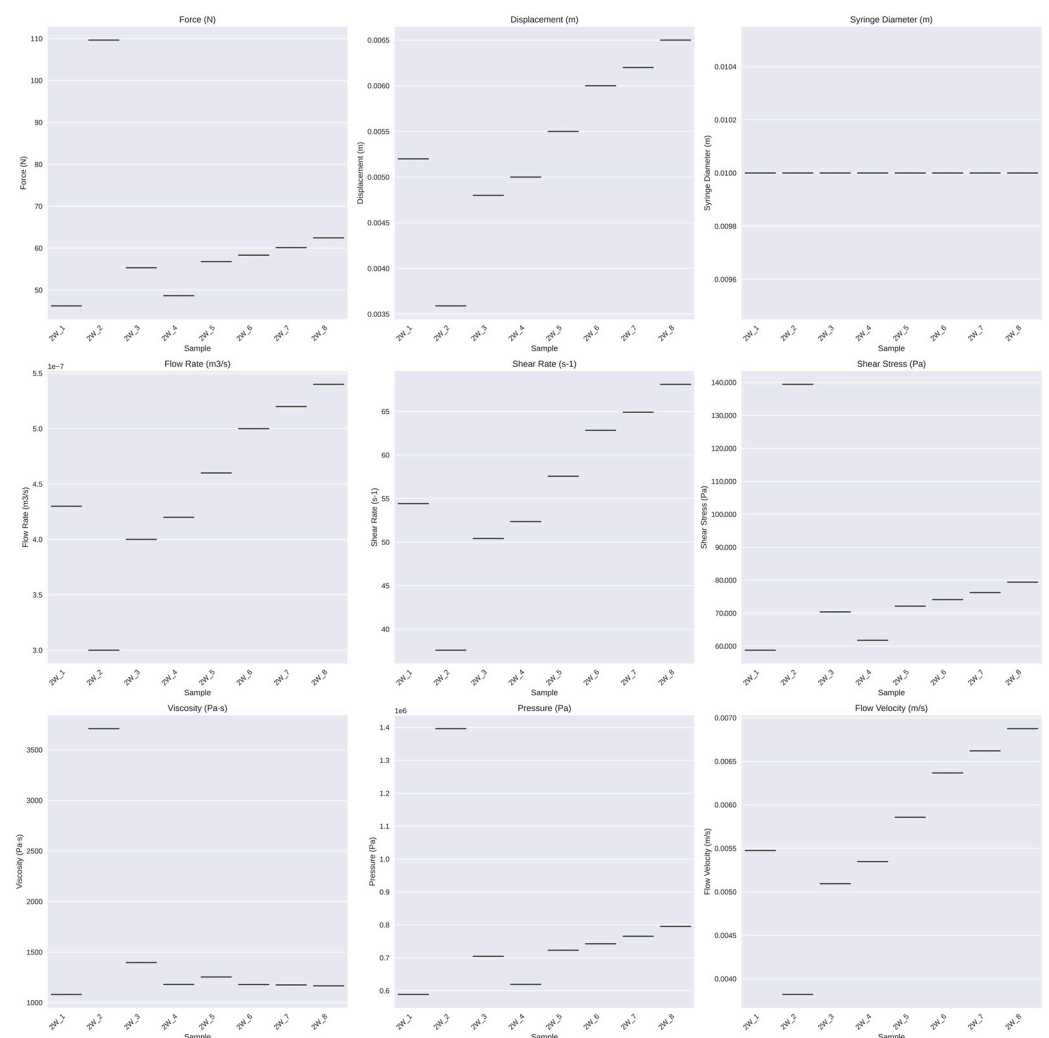 Force (N)
Force (N)
110
100
90
80
70
60
50
2W_1
2W_2
2W_3
2W_4
2W_5
2W_6
2W_7
2W_8
Sample
Displacement (m)
Displacement (m)
0.0065
0.0060
0.0055
0.0050
0.0045
0.0040
0.0035
2W_1
2W_2
2W_3
2W_4
2W_5
2W_6
2W_7
2W_8
Sample
Syringe Diameter (m)
Syringe Diameter (m)
0.0104
0.0102
0.0100
0.0098
0.0096
2W_1
2W_2
2W_3
2W_4
2W_5
2W_6
2W_7
2W_8
Sample
Flow Rate (m3/s)
1e−7
Flow Rate (m3/s)
5.5
5.0
4.5
4.0
3.5
3.0
2W_1
2W_2
2W_3
2W_4
2W_5
2W_6
2W_7
2W_8
Sample
Shear Rate (s-1)
Shear Rate (s-1)
65
60
55
50
45
40
2W_1
2W_2
2W_3
2W_4
2W_5
2W_6
2W_7
2W_8
Sample
Shear Stress (Pa)
Shear Stress (Pa)
140,000
130,000
120,000
110,000
100,000
90,000
80,000
70,000
60,000
2W_1
2W_2
2W_3
2W_4
2W_5
2W_6
2W_7
2W_8
Sample
Viscosity (Pa·s)
Viscosity (Pa·s)
3500
3000
2500
2000
1500
1000
2W_1
2W_2
2W_3
2W_4
2W_5
2W_6
2W_7
2W_8
Sample
Pressure (Pa)
1e6
Pressure (Pa)
1.4
1.3
1.2
1.1
1.0
0.9
0.8
0.7
0.6
2W_1
2W_2
2W_3
2W_4
2W_5
2W_6
2W_7
2W_8
Sample
Flow Velocity (m/s)
Flow Velocity (m/s)
0.0070
0.0065
0.0060
0.0055
0.0050
0.0045
0.0040
2W_1
2W_2
2W_3
2W_4
2W_5
2W_6
2W_7
2W_8
Sample